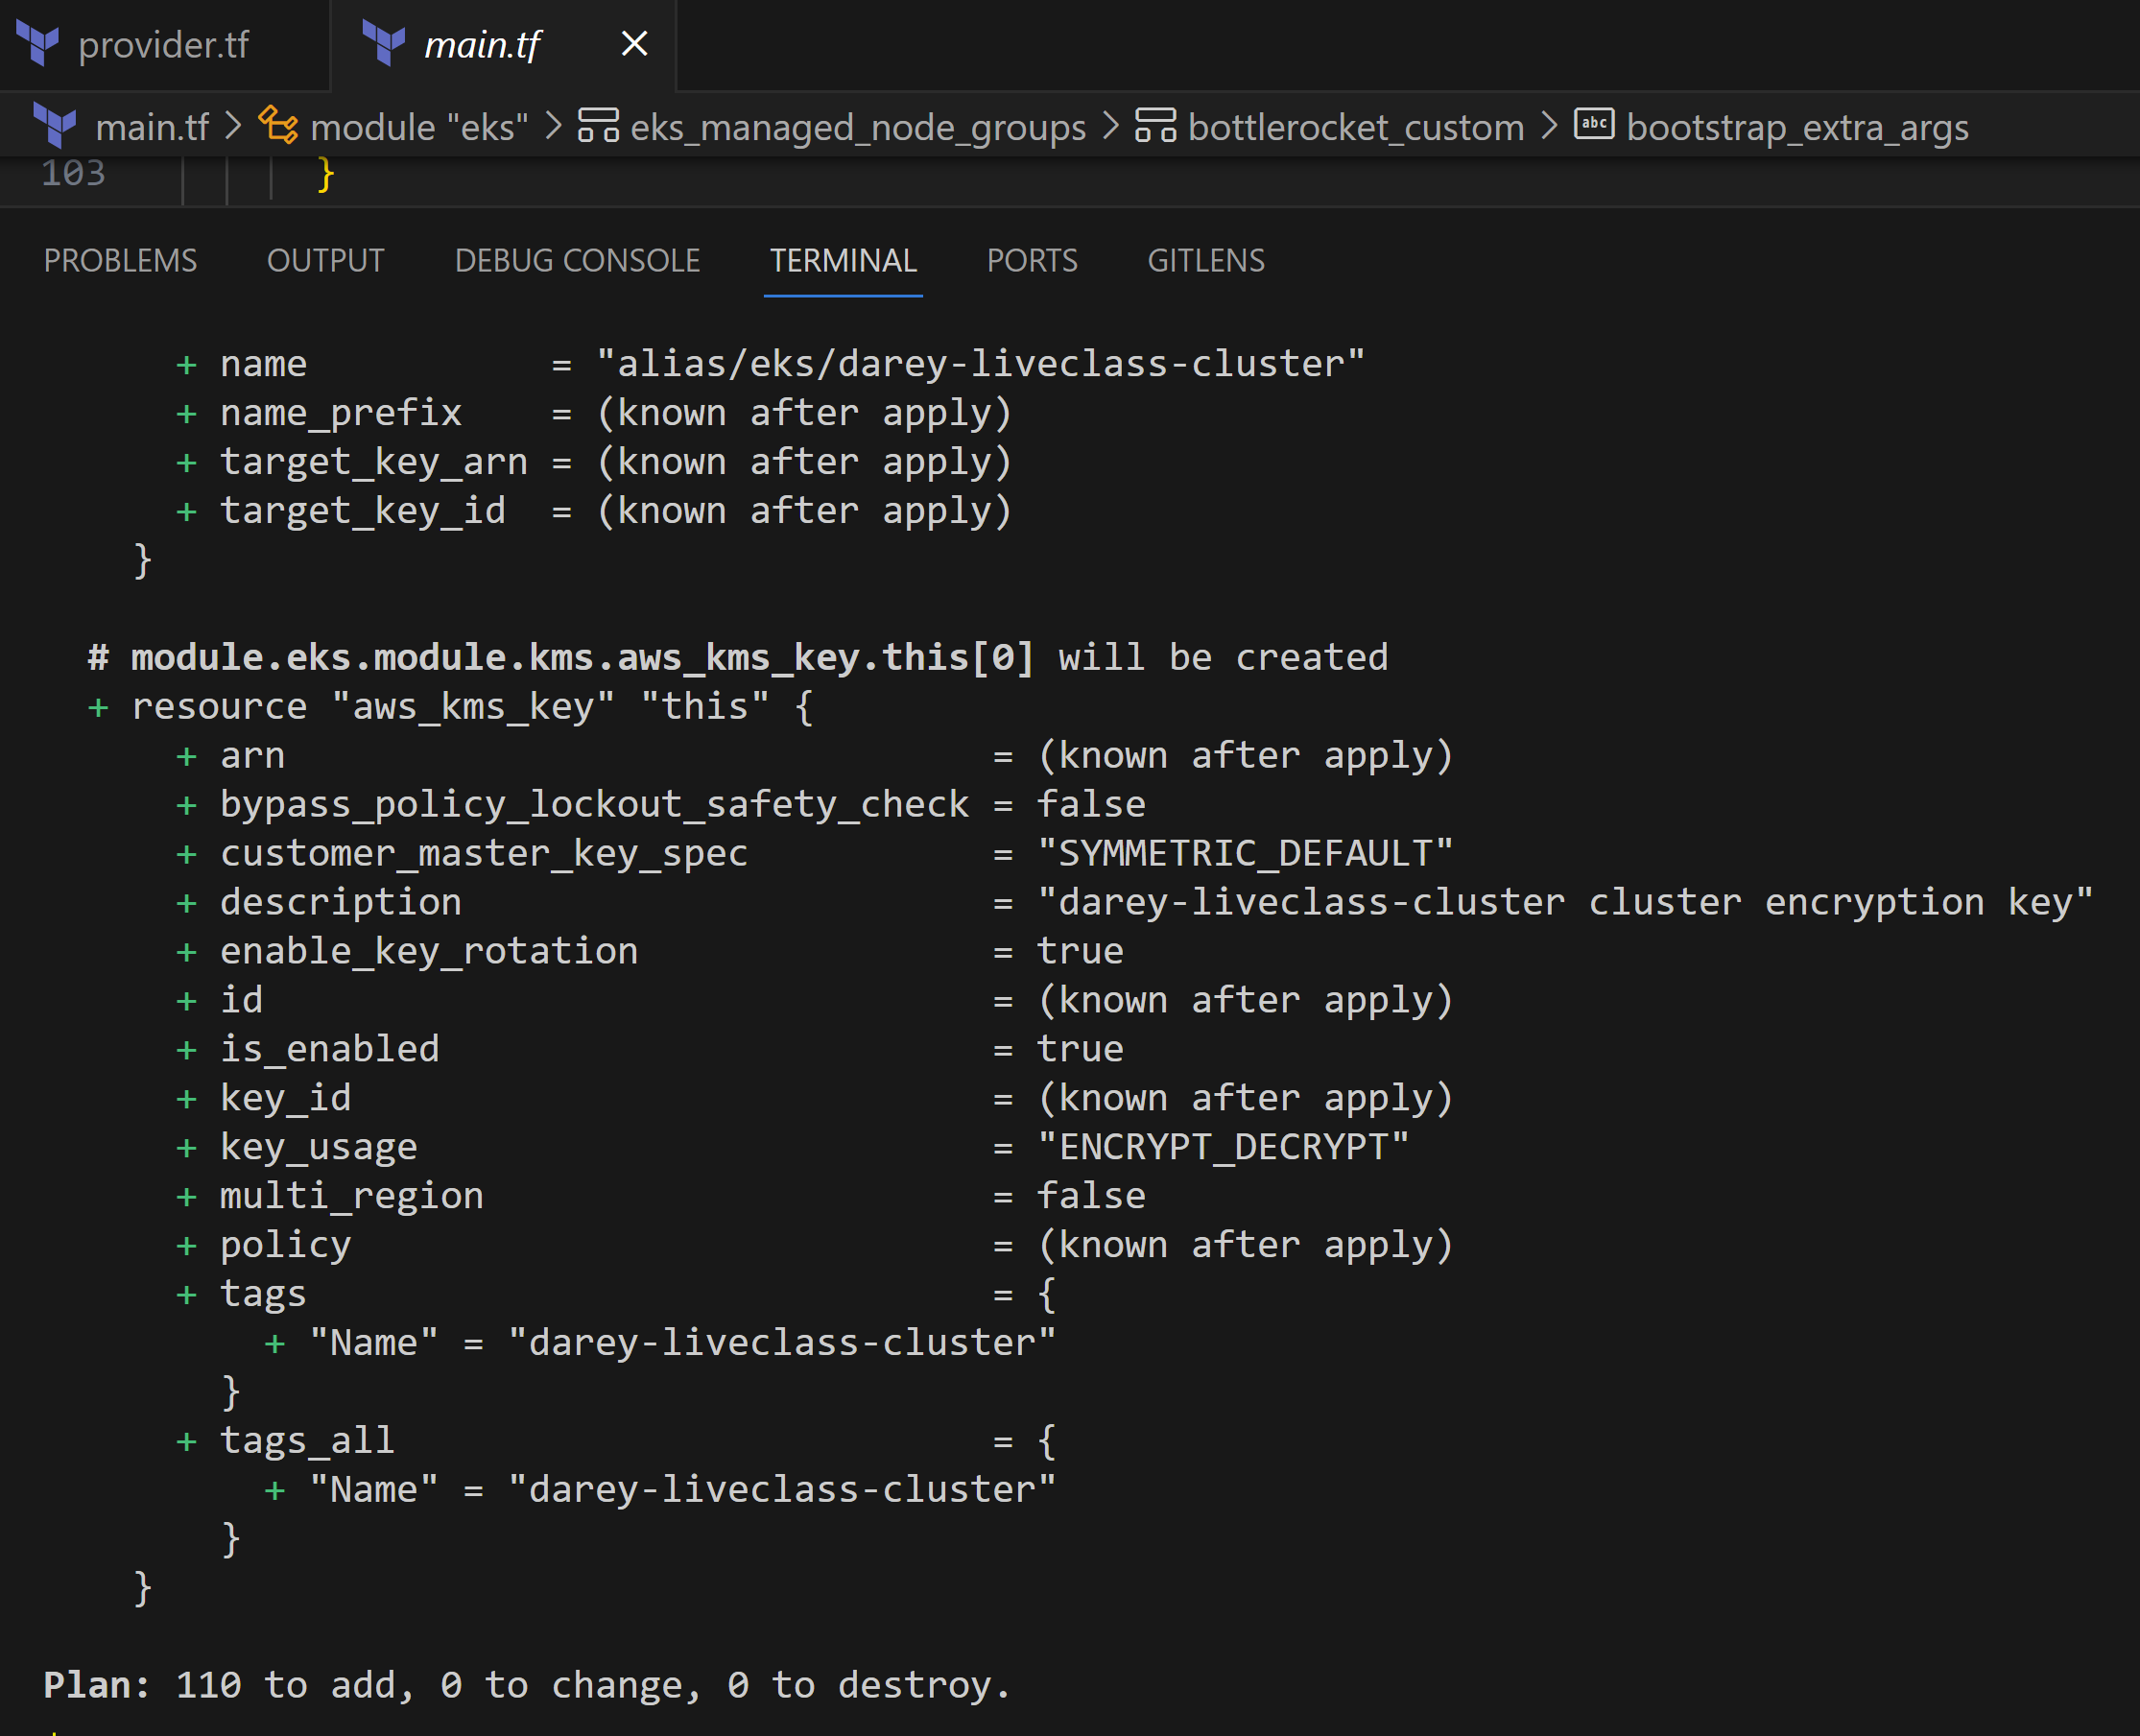 provider.tf main.tf
main.tf > module "eks" > eks_managed_node_groups > bottlerocket_custom > abc bootstrap_extra_args
103 }
PROBLEMS OUTPUT DEBUG CONSOLE TERMINAL PORTS GITLENS
+ name = "alias/eks/darey-liveclass-cluster"
+ name_prefix = (known after apply)
+ target_key_arn = (known after apply)
+ target_key_id = (known after apply)
}
# module.eks.module.kms.aws_kms_key.this[0] will be created
+ resource "aws_kms_key" "this" {
+ arn = (known after apply)
+ bypass_policy_lockout_safety_check = false
+ customer_master_key_spec = "SYMMETRIC_DEFAULT"
+ description = "darey-liveclass-cluster cluster encryption key"
+ enable_key_rotation = true
+ id = (known after apply)
+ is_enabled = true
+ key_id = (known after apply)
+ key_usage = "ENCRYPT_DECRYPT"
+ multi_region = false
+ policy = (known after apply)
+ tags = {
+ "Name" = "darey-liveclass-cluster"
}
+ tags_all = {
+ "Name" = "darey-liveclass-cluster"
}
}
Plan: 110 to add, 0 to change, 0 to destroy.